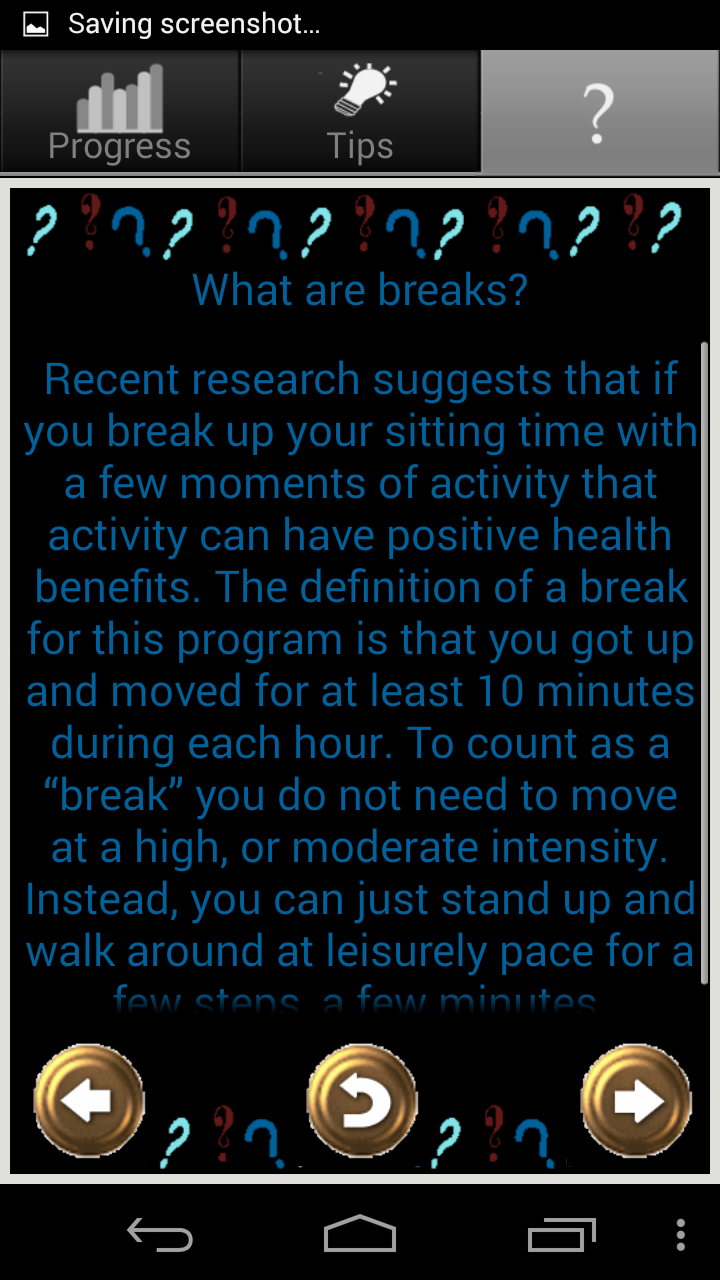 Saving screenshot...
Progress
Tips
?
What are breaks?
Recent research suggests that if
you break up your sitting time with
a few moments of activity that
activity can have positive health
benefits. The definition of a break
for this program is that you got up
and moved for at least 10 minutes
during each hour. To count as a
“break” you do not need to move
at a high, or moderate intensity.
Instead, you can just stand up and
walk around at leisurely pace for a
few steps, a few minutes